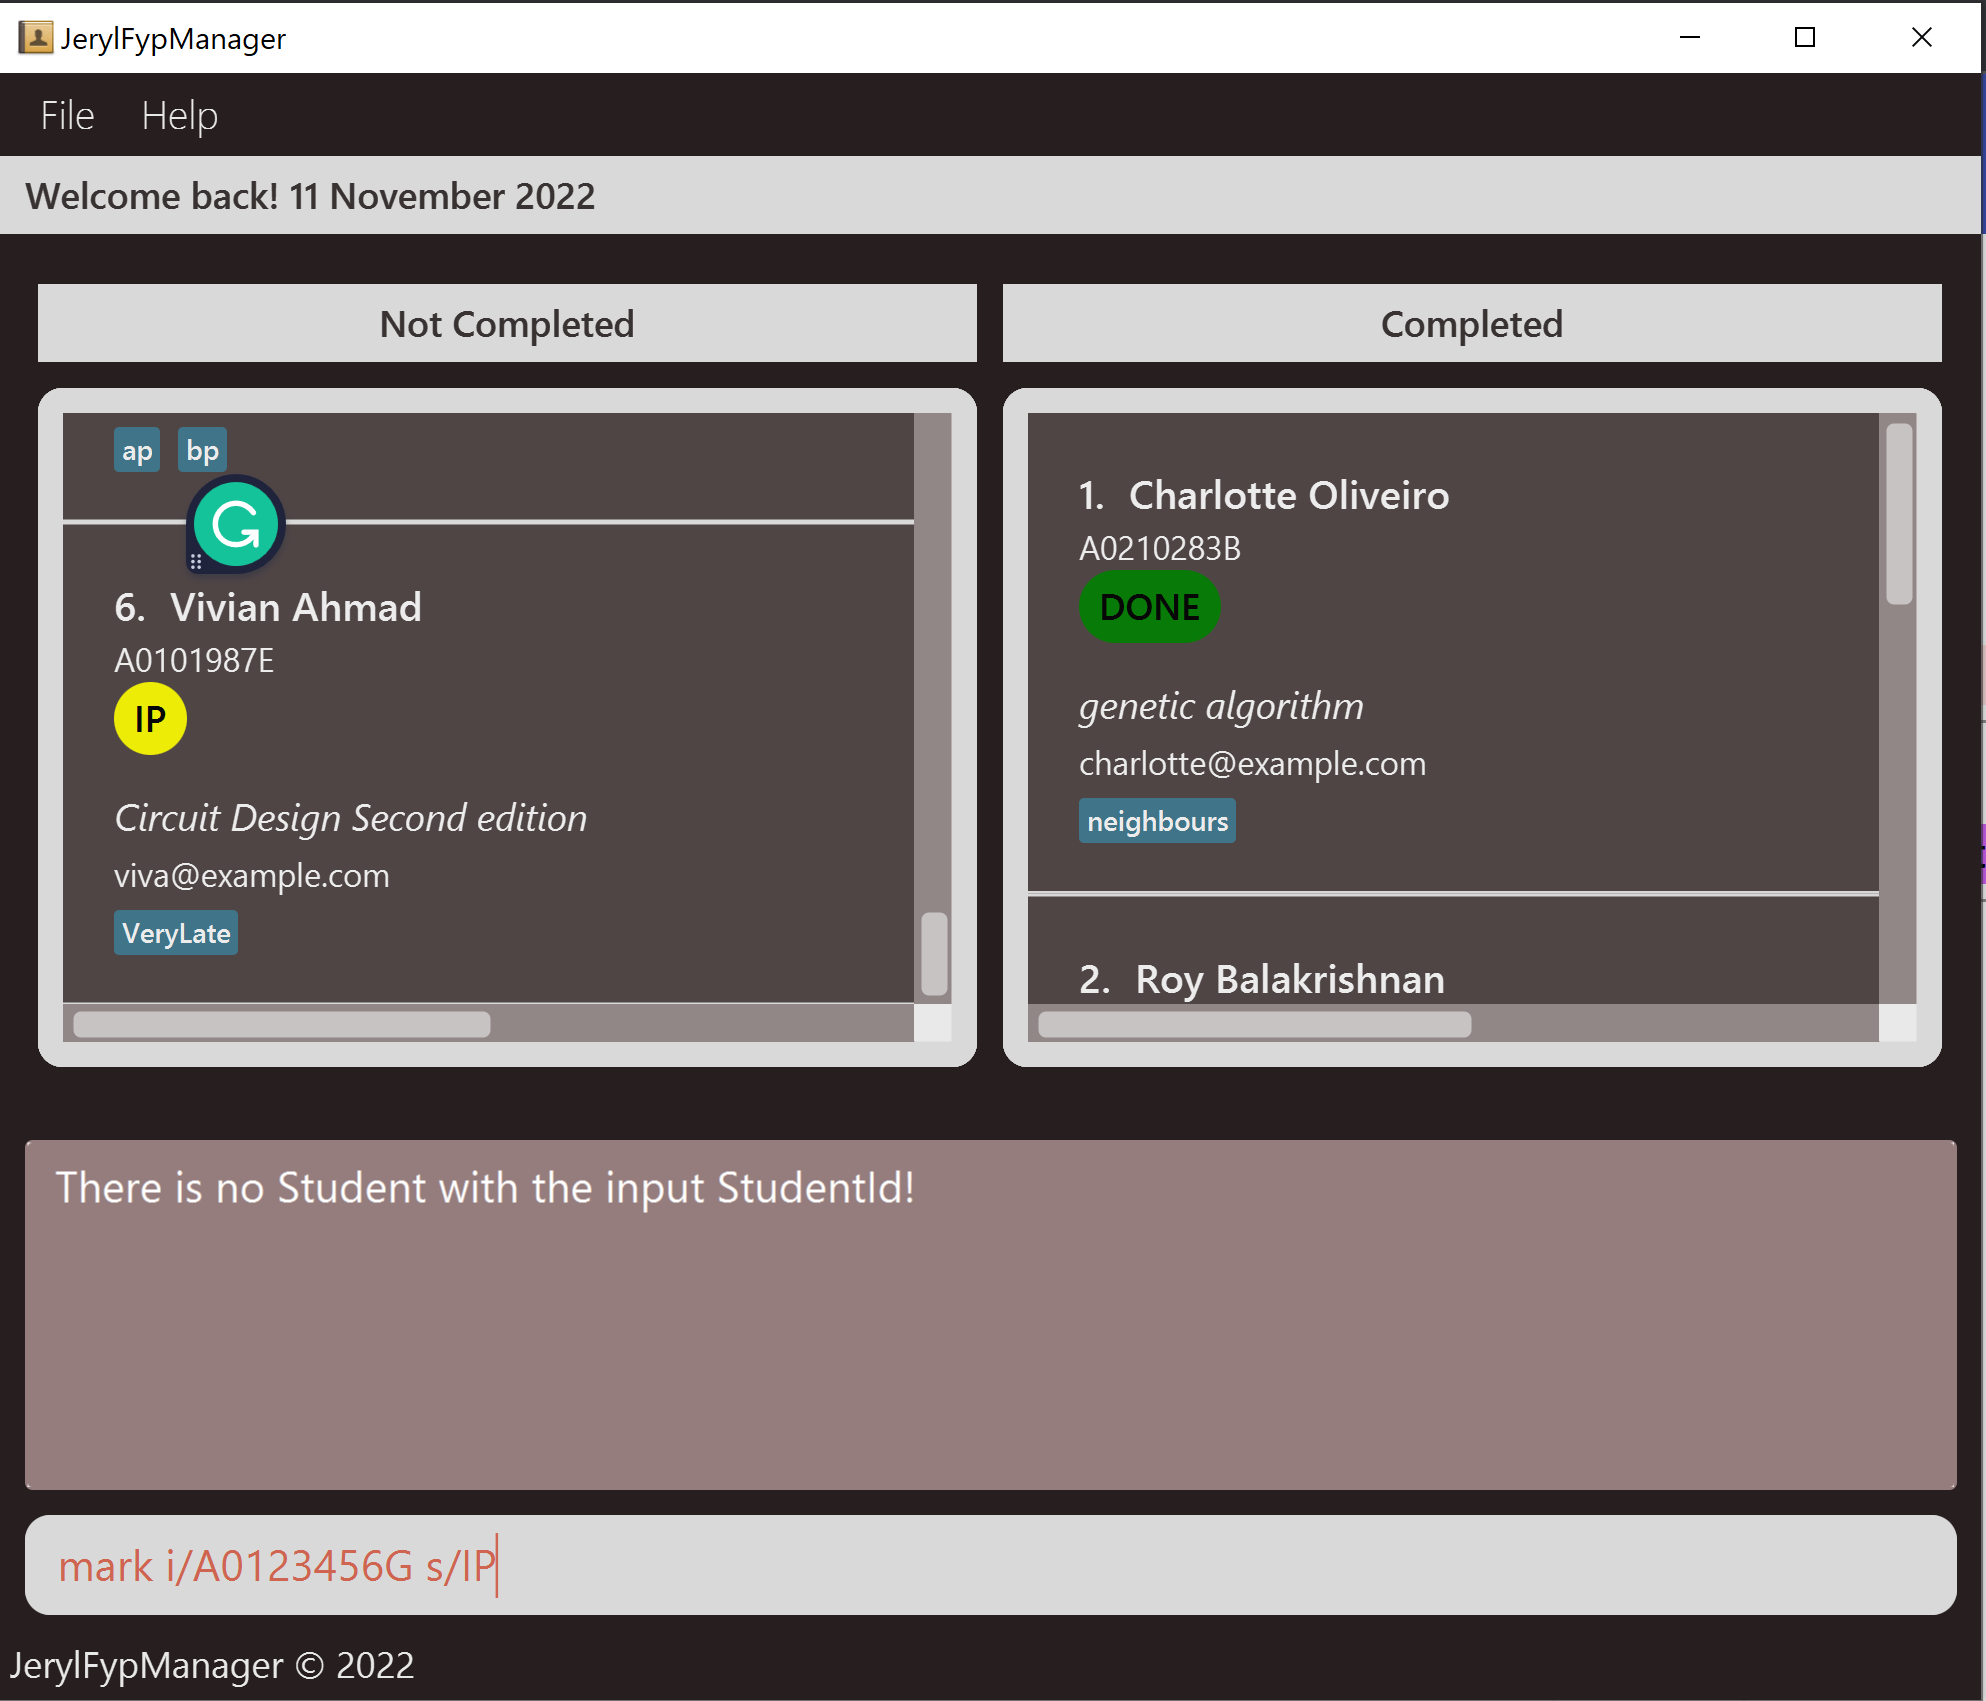 JerylFypManager
File Help
Welcome back! 11 November 2022
Not Completed
ap bp
6. Vivian Ahmad
A0101987E
IP
Circuit Design Second edition
viva@example.com
VeryLate
Completed
1. Charlotte Oliveiro
A0210283B
DONE
genetic algorithm
charlotte@example.com
neighbours
2. Roy Balakrishnan
There is no Student with the input StudentId!
mark i/A0123456G s/IP
JerylFypManager © 2022